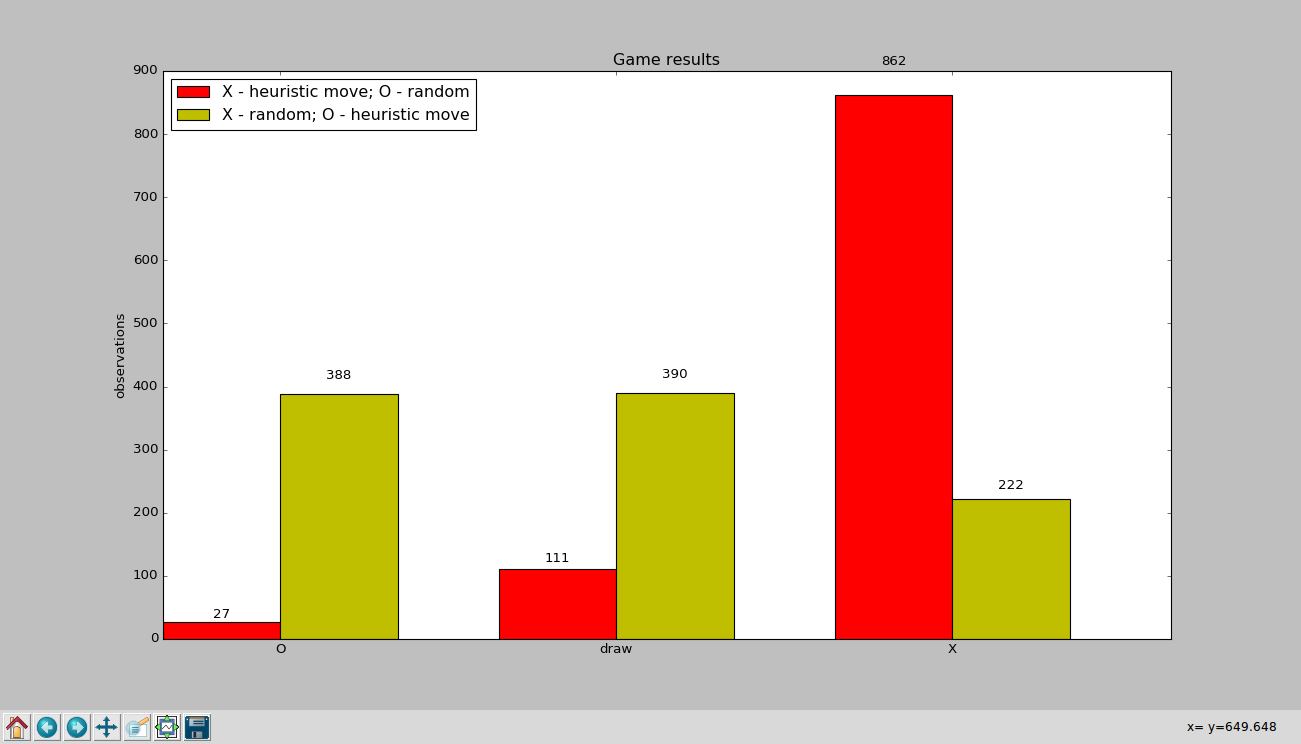 Game results
862
900
X - heuristic move; O - random
X - random; O - heuristic move
800
700
600
500
observations
400
388
390
300
200
222
100
111
27
0
O
draw
X
x= y=649.648